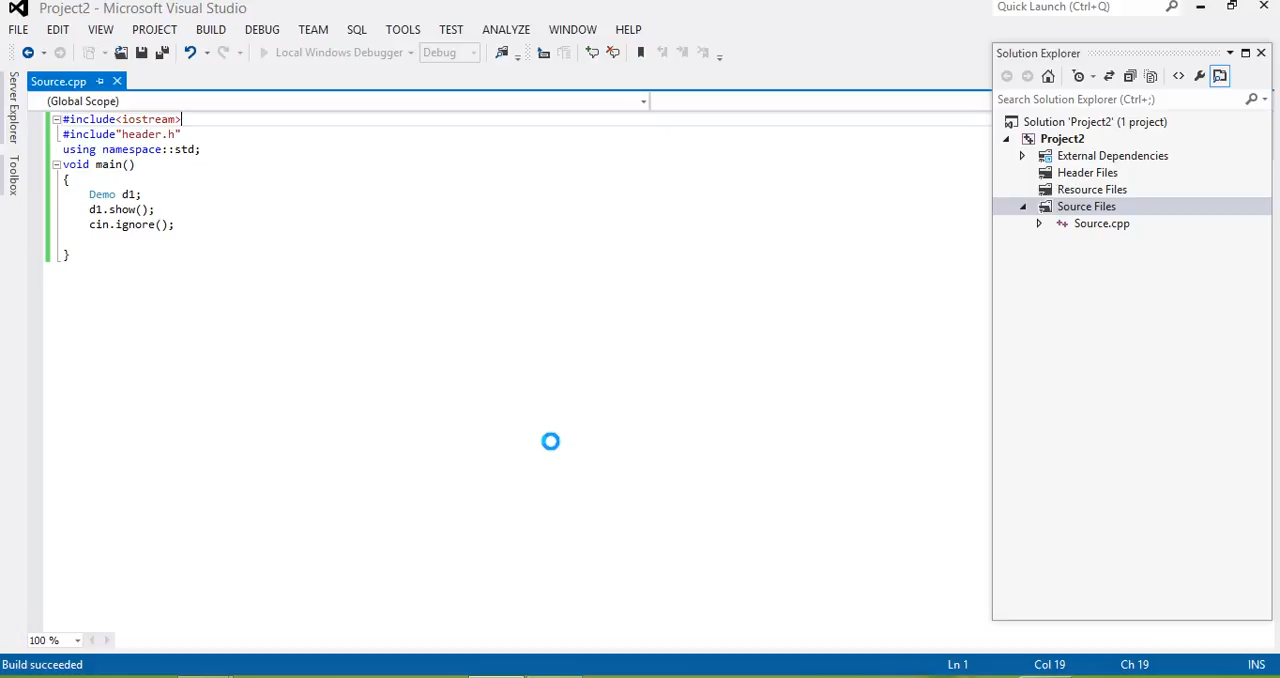 Project2 - Microsoft Visual Studio
Quick Launch (Ctrl+Q)
FILE EDIT VIEW PROJECT BUILD DEBUG TEAM SQL TOOLS TEST ANALYZE WINDOW HELP
Local Windows Debugger Debug
Server Explorer
Toolbox
Source.cpp
(Global Scope)
#include<iostream>
#include"header.h"
using namespace::std;
void main()
{
Demo d1;
d1.show();
cin.ignore();
}
Solution Explorer
Search Solution Explorer (Ctrl+;)
Solution 'Project2' (1 project)
Project2
External Dependencies
Header Files
Resource Files
Source Files
Source.cpp
100 %
Build succeeded Ln 1 Col 19 Ch 19 INS